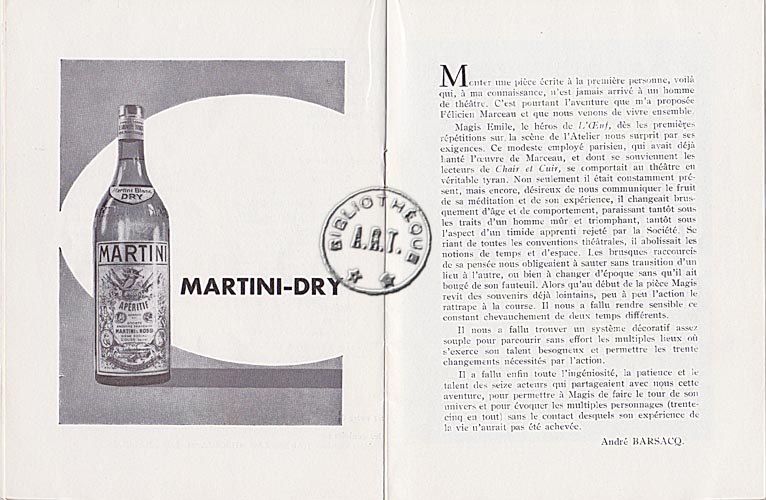 Martini Blanc
DRY
MARTINI
APÉRITIF
MARTINI & ROSSI
MARTINI-DRY
BIBLIOTHÈQUE
A.R.T.
Monter une pièce écrite à la première personne, voilà
qui, à ma connaissance, n'est jamais arrivé à un homme
de théâtre. C'est pourtant l'aventure que m'a proposée
Félicien Marceau et que nous venons de vivre ensemble.
Magis Emile, le héros de L'Œuf, dès les premières
répétitions sur la scène de l'Atelier nous surprit par ses
exigences. Ce modeste employé parisien, qui avait déjà
hanté l'œuvre de Marceau, et dont se souviennent les
lecteurs de Chair et Cuir, se comportait au théâtre en
véritable tyran. Non seulement il était constamment pré-
sent, mais encore, désireux de nous communiquer le fruit
de sa méditation et de son expérience, il changeait brus-
quement d'âge et de comportement, paraissant tantôt sous
les traits d'un homme mûr et triomphant, tantôt sous
l'aspect d'un timide apprenti rejeté par la Société. Se
riant de toutes les conventions théâtrales, il abolissait les
notions de temps et d'espace. Les brusques raccourcis
de sa pensée nous obligeaient à sauter sans transition d'un
lieu à l'autre, ou bien à changer d'époque sans qu'il ait
bougé de son fauteuil. Alors qu'au début de la pièce Magis
revit des souvenirs déjà lointains, peu à peu l'action le
rattrape à la course. Il nous a fallu rendre sensible ce
constant chevauchement de deux temps différents.
Il nous a fallu trouver un système décoratif assez
souple pour parcourir sans effort les multiples lieux où
s'exerce son talent besogneux et permettre les trente
changements nécessités par l'action.
Il a fallu enfin toute l'ingéniosité, la patience et le
talent des seize acteurs qui partageaient avec nous cette
aventure, pour permettre à Magis de faire le tour de son
univers et pour évoquer les multiples personnages (trente-
cinq en tout) sans le contact desquels son expérience de
la vie n'aurait pas été achevée.
André BARSACQ.